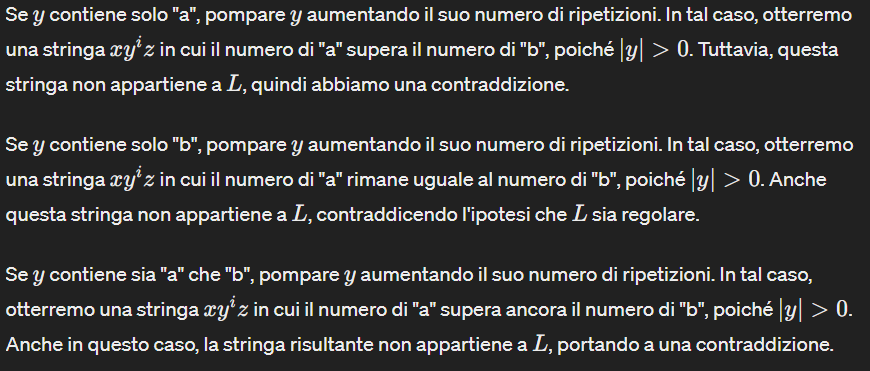 Se y contiene solo "a", pompare y aumentando il suo numero di ripetizioni. In tal caso, otterremo
una stringa xyⁱz in cui il numero di "a" supera il numero di "b", poiché |y| > 0. Tuttavia, questa
stringa non appartiene a L, quindi abbiamo una contraddizione.
Se y contiene solo "b", pompare y aumentando il suo numero di ripetizioni. In tal caso, otterremo
una stringa xyⁱz in cui il numero di "a" rimane uguale al numero di "b", poiché |y| > 0. Anche
questa stringa non appartiene a L, contraddicendo l'ipotesi che L sia regolare.
Se y contiene sia "a" che "b", pompare y aumentando il suo numero di ripetizioni. In tal caso,
otterremo una stringa xyⁱz in cui il numero di "a" supera ancora il numero di "b", poiché |y| > 0.
Anche in questo caso, la stringa risultante non appartiene a L, portando a una contraddizione.